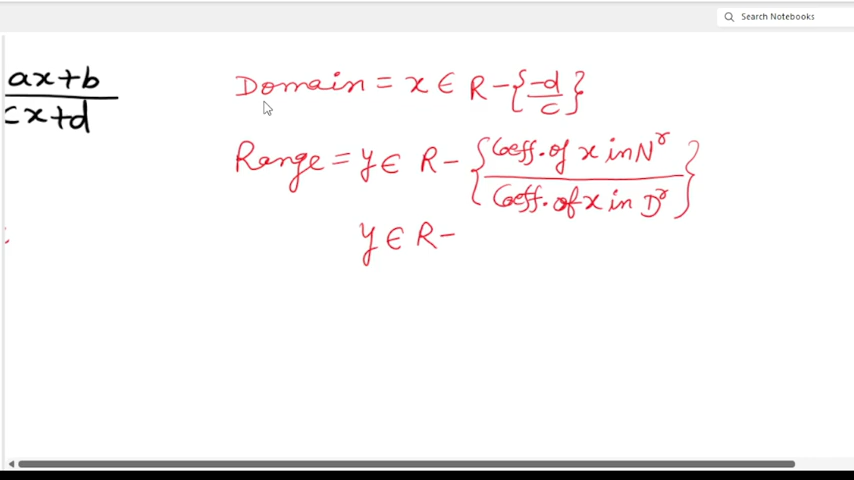 Search Notebooks
ax+b
cx+d
Domain = x ∈ R - {-d/c}
Range = y ∈ R - {Coeff. of x in Nʳ / Coeff. of x in Dʳ}
y ∈ R -